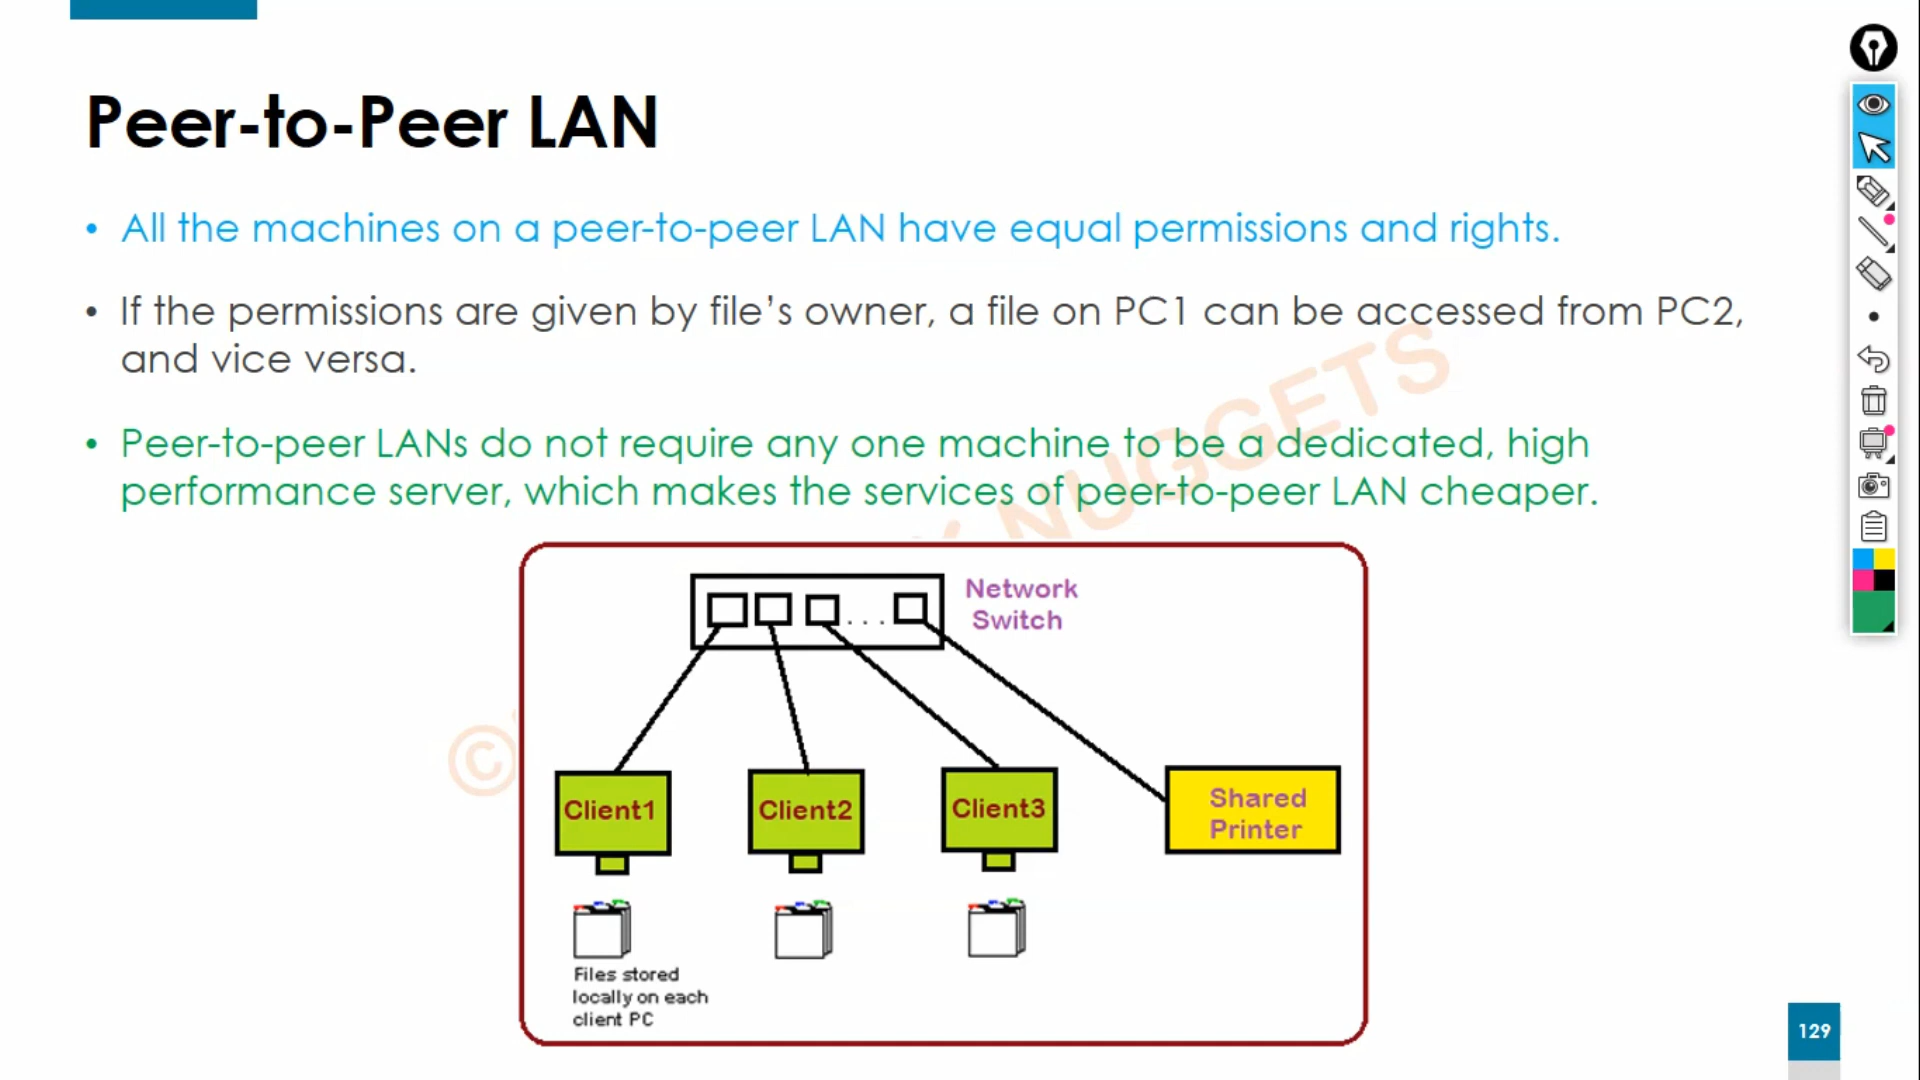 Peer-to-Peer LAN
• All the machines on a peer-to-peer LAN have equal permissions and rights.
• If the permissions are given by file’s owner, a file on PC1 can be accessed from PC2,
and vice versa.
• Peer-to-peer LANs do not require any one machine to be a dedicated, high
performance server, which makes the services of peer-to-peer LAN cheaper.
NUGGETS
©
Network
Switch
. . .
Client1
Client2
Client3
Shared
Printer
Files stored
locally on each
client PC
129